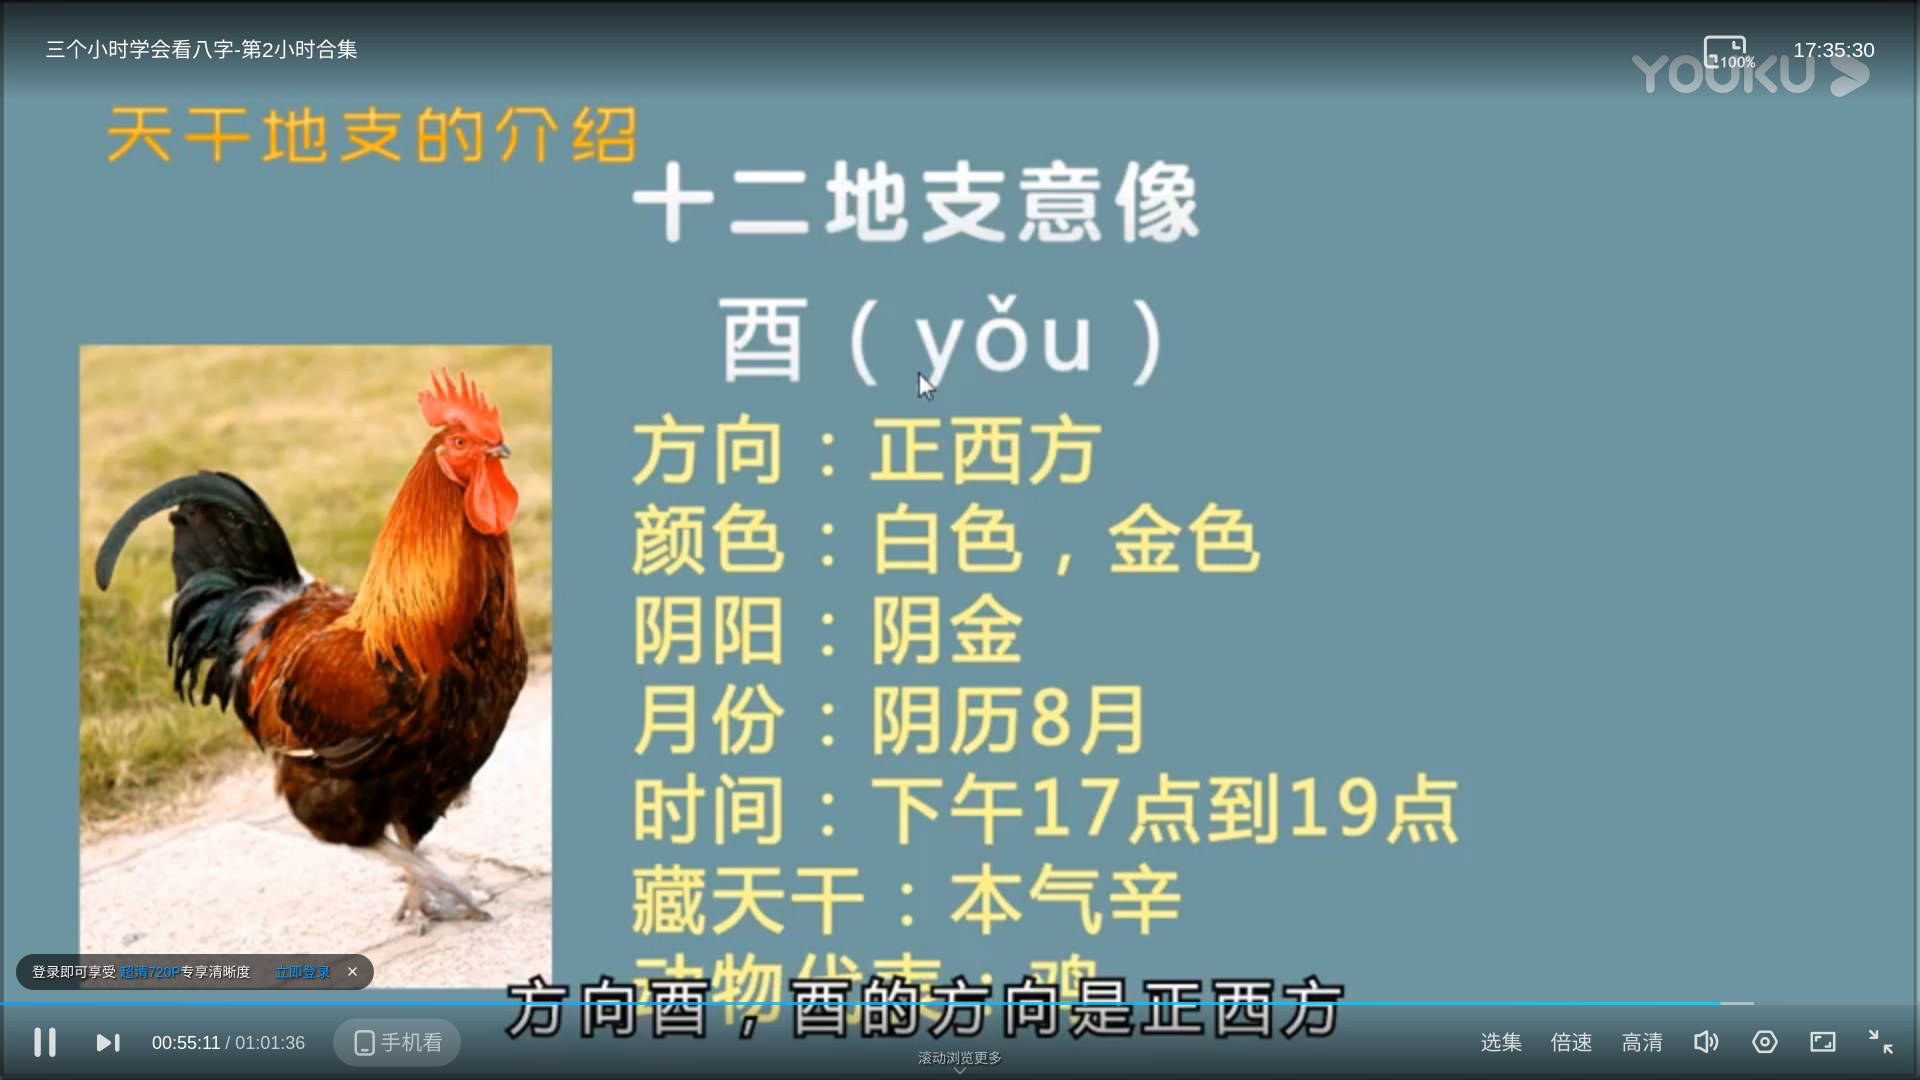 三个小时学会看八字-第2小时合集
100%
17:35:30
YOUKU
天干地支的介绍
十二地支意像
酉（yǒu）
方向：正西方
颜色：白色，金色
阴阳：阴金
月份：阴历8月
时间：下午17点到19点
藏天干：本气辛
动物代表：鸡
登录即可享受 超清720P专享清晰度 立即登录 ×
方向酉，酉的方向是正西方
00:55:11 / 01:01:36
手机看
滚动浏览更多
选集 倍速 高清